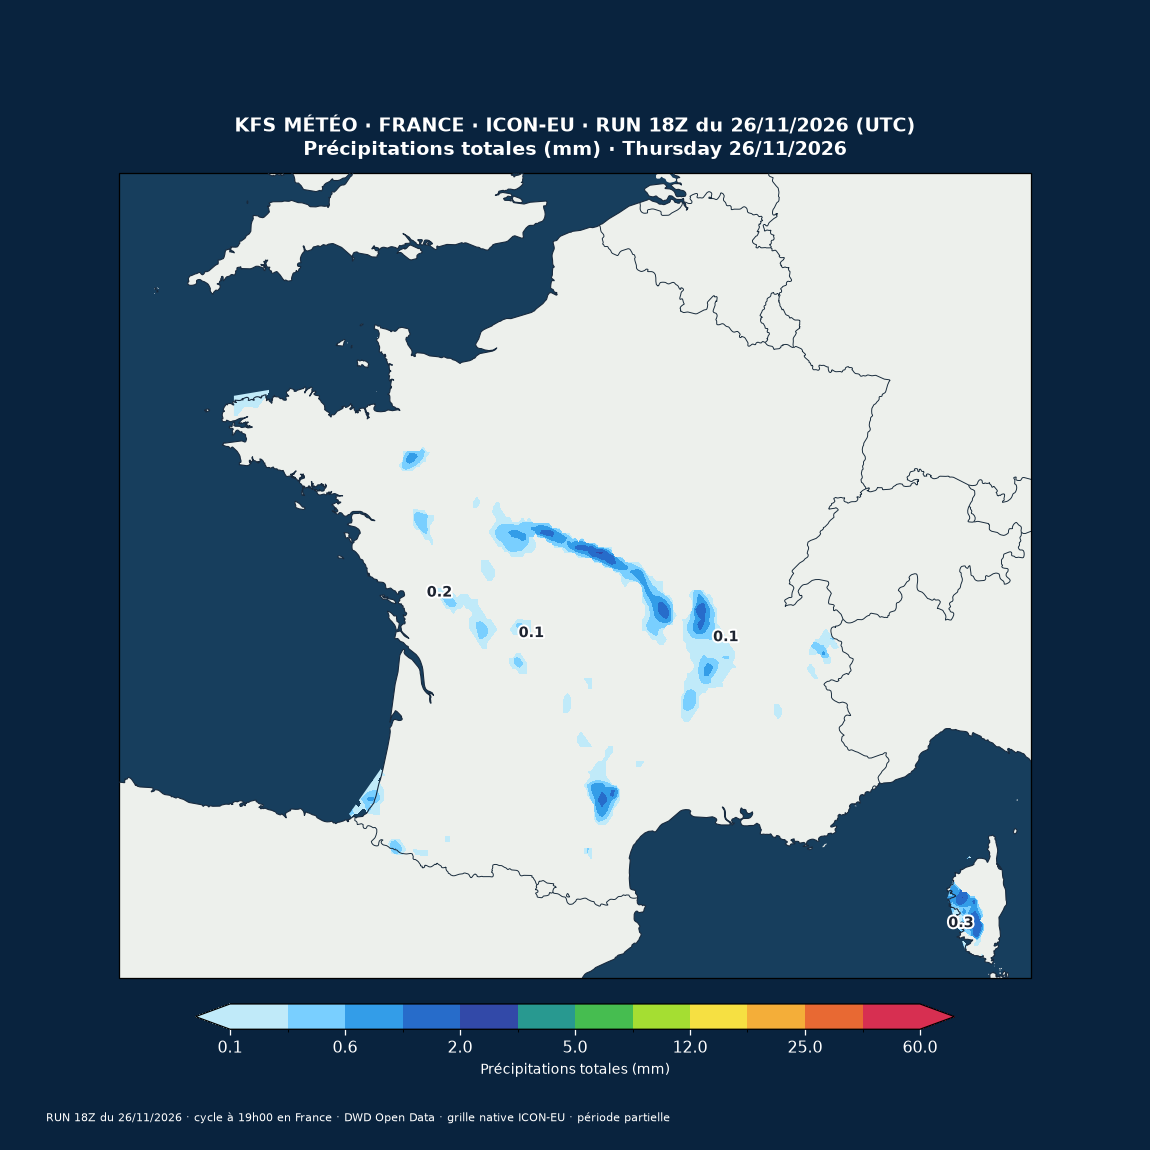 KFS MÉTÉO · FRANCE · ICON-EU · RUN 18Z du 26/11/2026 (UTC)
Précipitations totales (mm) · Thursday 26/11/2026
0.2
0.1
0.1
0.3
0.1 0.6 2.0 5.0 12.0 25.0 60.0
Précipitations totales (mm)
RUN 18Z du 26/11/2026 · cycle à 19h00 en France · DWD Open Data · grille native ICON-EU · période partielle